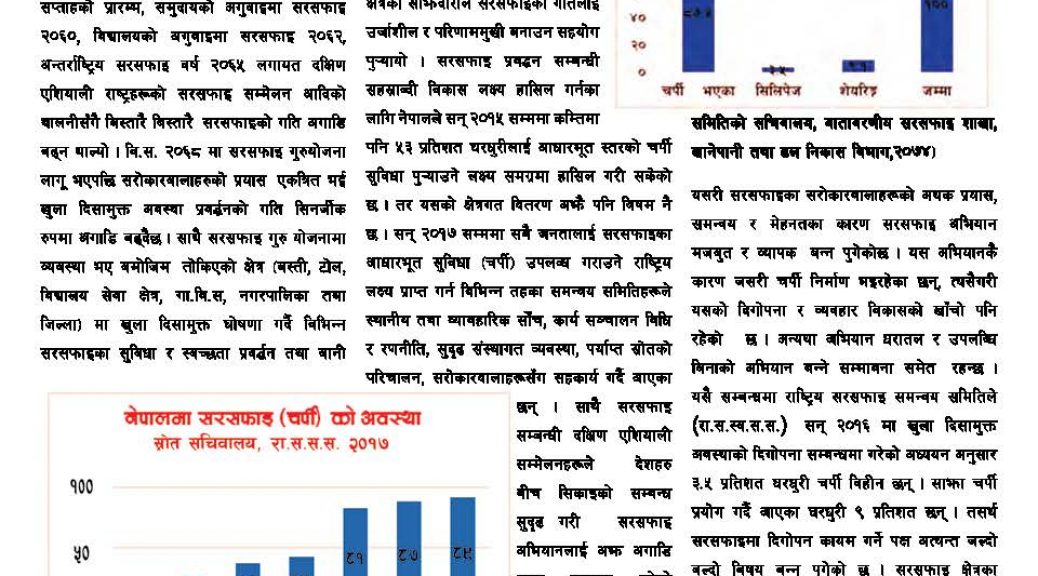 सप्ताहको प्रारम्भ, समुदायको अगुवाइमा सरसफाइ
२०६०, विद्यालयको अगुवाइमा सरसफाइ २०६२,
अन्तर्राष्ट्रिय सरसफाइ वर्ष २०६५ लगायत दक्षिण
एशियाली राष्ट्रहरूको सरसफाइ सम्मेलन आदिको
थालनीसँगै बिस्तारै बिस्तारै सरसफाइको गति अगाडि
बढ्न थाल्यो । वि.स. २०६८ मा सरसफाइ गुरुयोजना
लागू भएपछि सरोकारवालाहरुको प्रयास एकत्रित भई
खुला दिसामुक्त अवस्था प्रवर्द्धनको गति सिनर्जीक
रुपमा अगाडि बढ्दैछ । साथै सरसफाइ गुरु योजनामा
व्यवस्था भए बमोजिम तोकिएको क्षेत्र (बस्ती, टोल,
विद्यालय सेवा क्षेत्र, गा.वि.स, नगरपालिका तथा
जिल्ला) मा खुला दिसामुक्त घोषणा गर्दै विभिन्न
सरसफाइका सुविधा र स्वच्छता प्रवर्द्धन तथा बानी
नेपालमा सरसफाइ (चर्पी) को अवस्था
स्रोत सचिवालय, रा.स.स.स. २०१७
१००
५०
८१
८७
८९
क्षेत्रको साझेदारीले सरसफाइको गतिलाई
उर्जाशील र परिणाममुखी बनाउन सहयोग
पुऱ्यायो । सरसफाइ प्रवद्धन सम्बन्धी
सहस्राब्दी विकास लक्ष्य हासिल गर्नका
लागि नेपालले सन् २०१५ सम्ममा कम्तिमा
पनि ५३ प्रतिशत घरधुरीलाई आधारभूत स्तरको चर्पी
सुविधा पुऱ्याउने लक्ष्य समग्रमा हासिल गरी सकेको
छ । तर यसको क्षेत्रगत वितरण अझै पनि विषम नै
छ । सन् २०१७ सम्ममा सबै जनतालाई सरसफाइका
आधारभूत सुविधा (चर्पी) उपलब्ध गराउने राष्ट्रिय
लक्ष्य प्राप्त गर्न विभिन्न तहका समन्वय समितिहरूले
स्थानीय तथा व्यावहारिक सोँच, कार्य सञ्चालन विधि
र रणनीति, सुदृढ संस्थागत व्यवस्था, पर्याप्त स्रोतको
परिचालन, सरोकारवालाहरूसँग सहकार्य गर्दै आएका
छन् । साथै सरसफाइ
सम्बन्धी दक्षिण एशियाली
सम्मेलनहरूले देशहरु
बीच सिकाइको सम्बन्ध
सुदृढ गरी सरसफाइ
अभियानलाई अझ अगाडि
४०
२०
०
८७.५
३.५
१००
चर्पी भएका सिलिपेज शेयरिङ जम्मा
समितिको सचिवालय, वातावरणीय सरसफाइ शाखा,
खानेपानी तथा ढल निकास विभाग,२०७४)
यसरी सरसफाइका सरोकारवालाहरूको अथक प्रयास,
समन्वय र मेहनतका कारण सरसफाइ अभियान
मजबुत र व्यापक बन्न पुगेकोछ । यस अभियानकै
कारण जसरी चर्पी निर्माण भइरहेका छन्, त्यसैगरी
यसको दिगोपना र व्यवहार विकासको खाँचो पनि
रहेको छ । अन्यथा अभियान धरातल र उपलब्धि
विनाको अभियान बन्ने सम्भावना समेत रहन्छ ।
यसै सम्बन्धमा राष्ट्रिय सरसफाइ समन्वय समितिले
(रा.स.स्व.स.स.) सन् २०१६ मा खुला दिसामुक्त
अवस्थाको दिगोपना सम्बन्धमा गरेको अध्ययन अनुसार
३.५ प्रतिशत घरधुरी चर्पी विहीन छन् । साझा चर्पी
प्रयोग गर्दै आएका घरधुरी ९ प्रतिशत छन् । तसर्थ
सरसफाइमा दिगोपन कायम गर्ने पक्ष अत्यन्त जल्दो
बल्दो विषय बन्न पुगेको छ । सरसफाइ क्षेत्रका